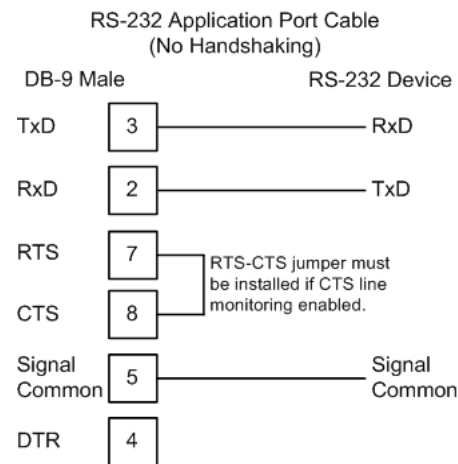 RS-232 Application Port Cable
(No Handshaking)
DB-9 Male RS-232 Device
TxD 3 RxD
RxD 2 TxD
RTS 7
RTS-CTS jumper must
be installed if CTS line
monitoring enabled.
CTS 8
Signal
Common 5 Signal
Common
DTR 4